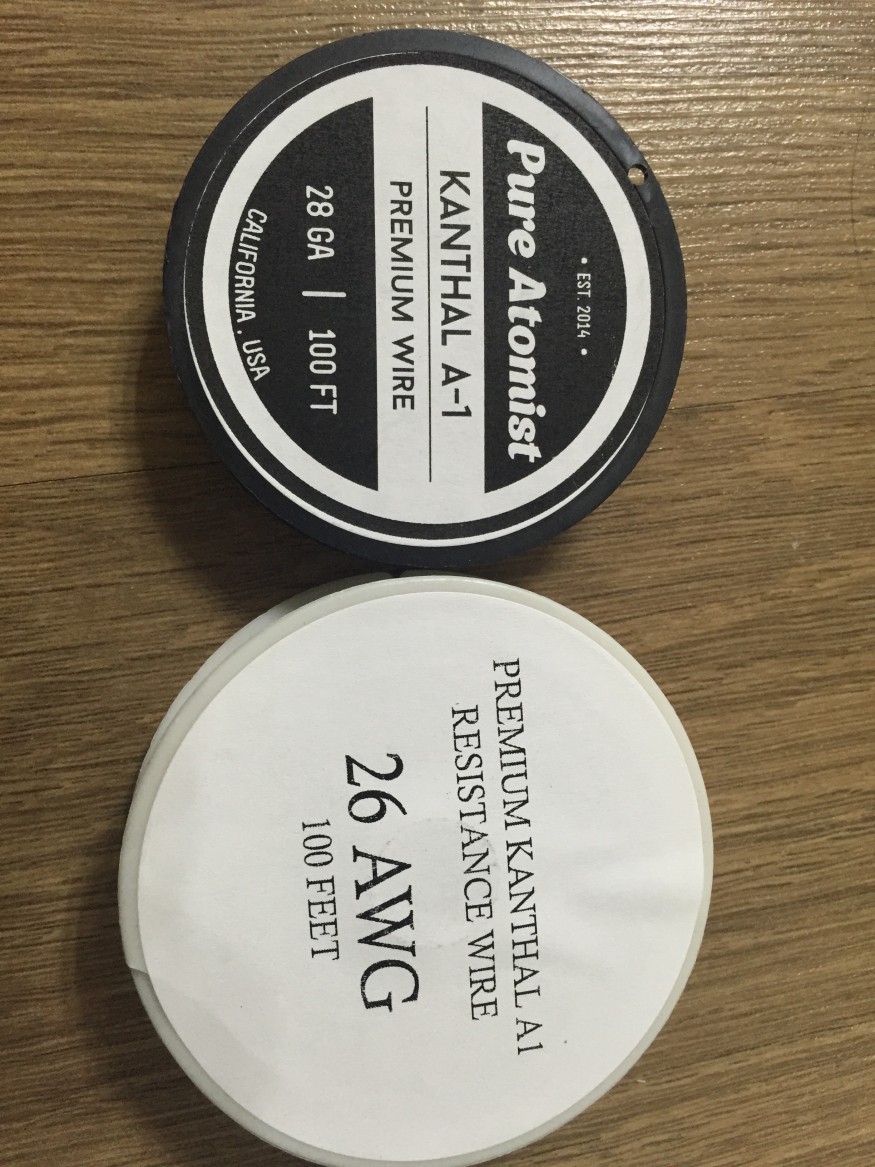 • EST. 2014 •
Pure Atomist
KANTHAL A-1
PREMIUM WIRE
28 GA | 100 FT
CALIFORNIA . USA
PREMIUM KANTHAL A1
RESISTANCE WIRE
26 AWG
100 FEET